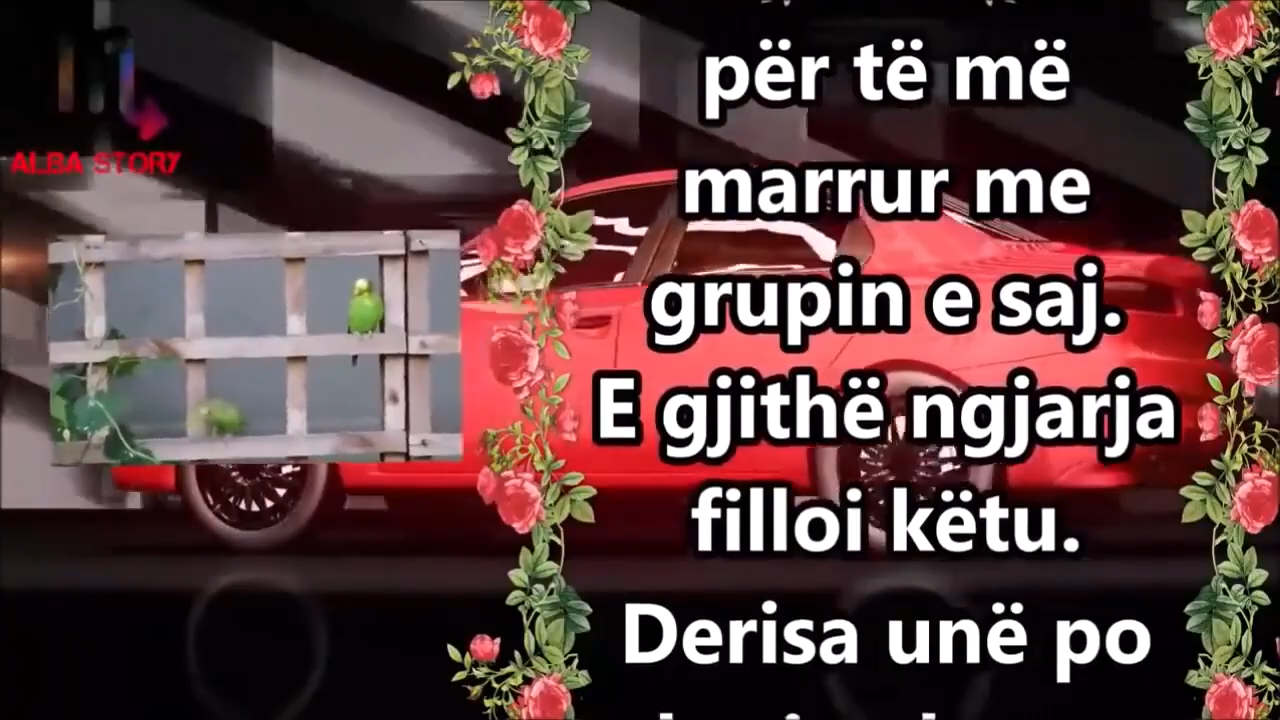 ALBA STORY
për të më
marrur me
grupin e saj.
E gjithë ngjarja
filloi këtu.
Derisa unë po